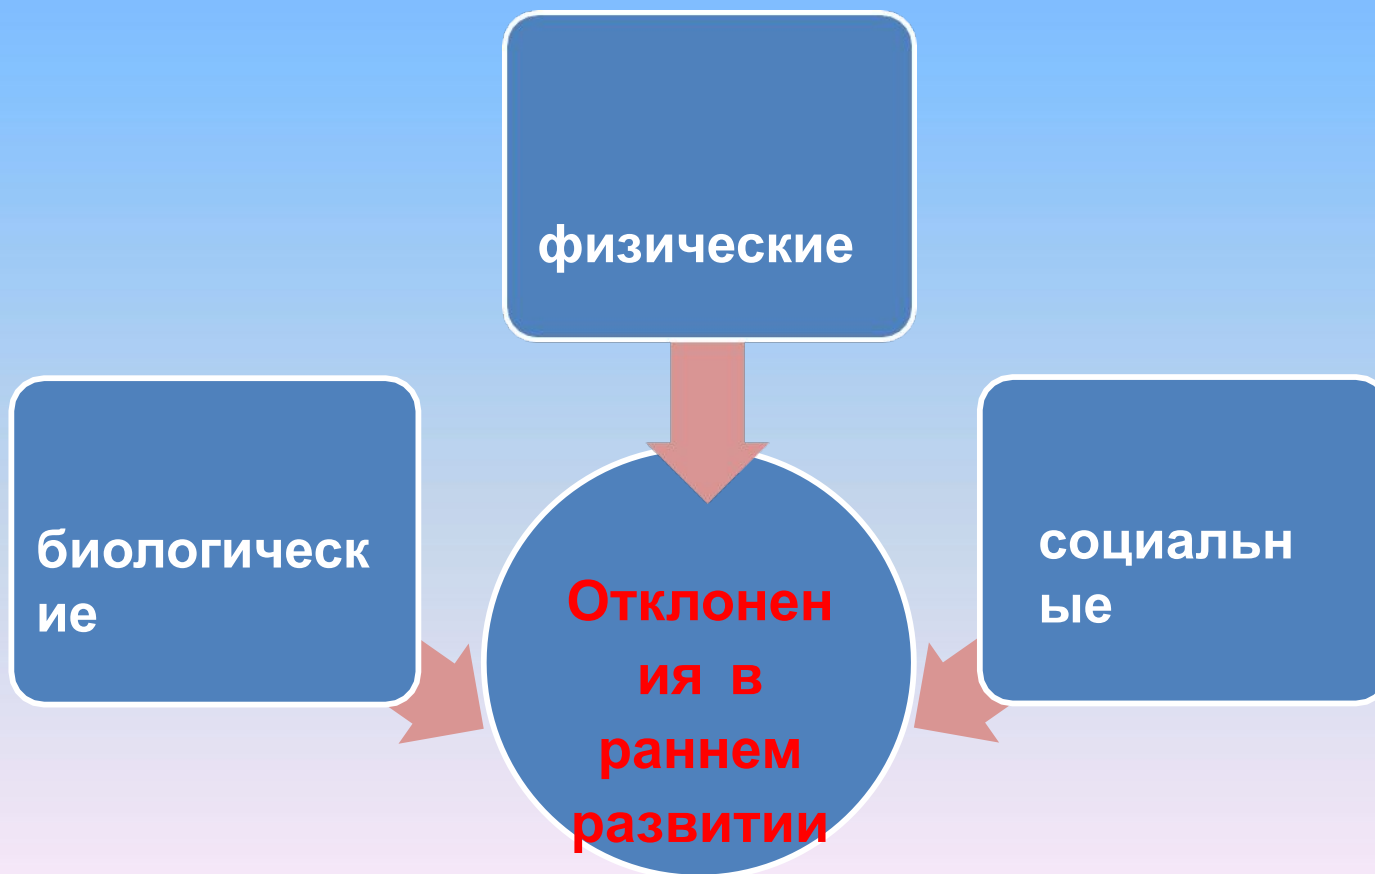 физические
биологическ
ие
социальн
ые
Отклонен
ия в
раннем
развитии